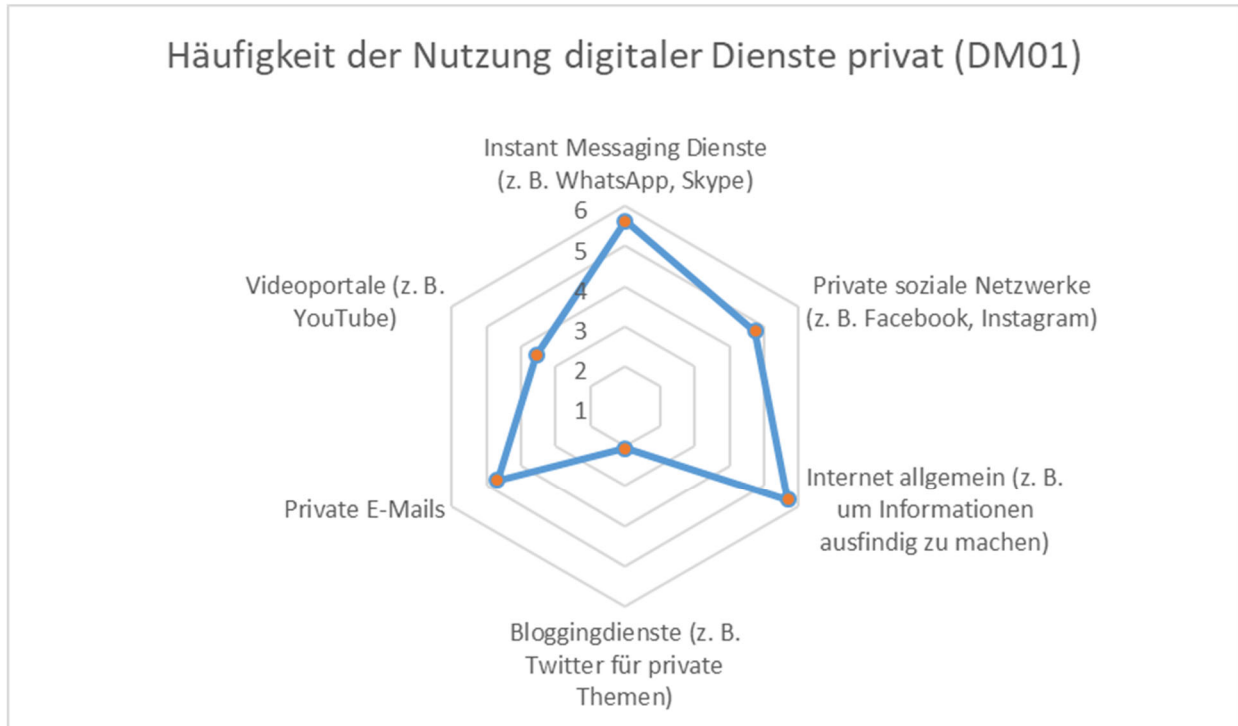 Häufigkeit der Nutzung digitaler Dienste privat (DM01)
Instant Messaging Dienste
(z. B. WhatsApp, Skype)
6
5
4
3
2
1
Private soziale Netzwerke
(z. B. Facebook, Instagram)
Internet allgemein (z. B.
um Informationen
ausfindig zu machen)
Bloggingdienste (z. B.
Twitter für private
Themen)
Private E-Mails
Videoportale (z. B.
YouTube)